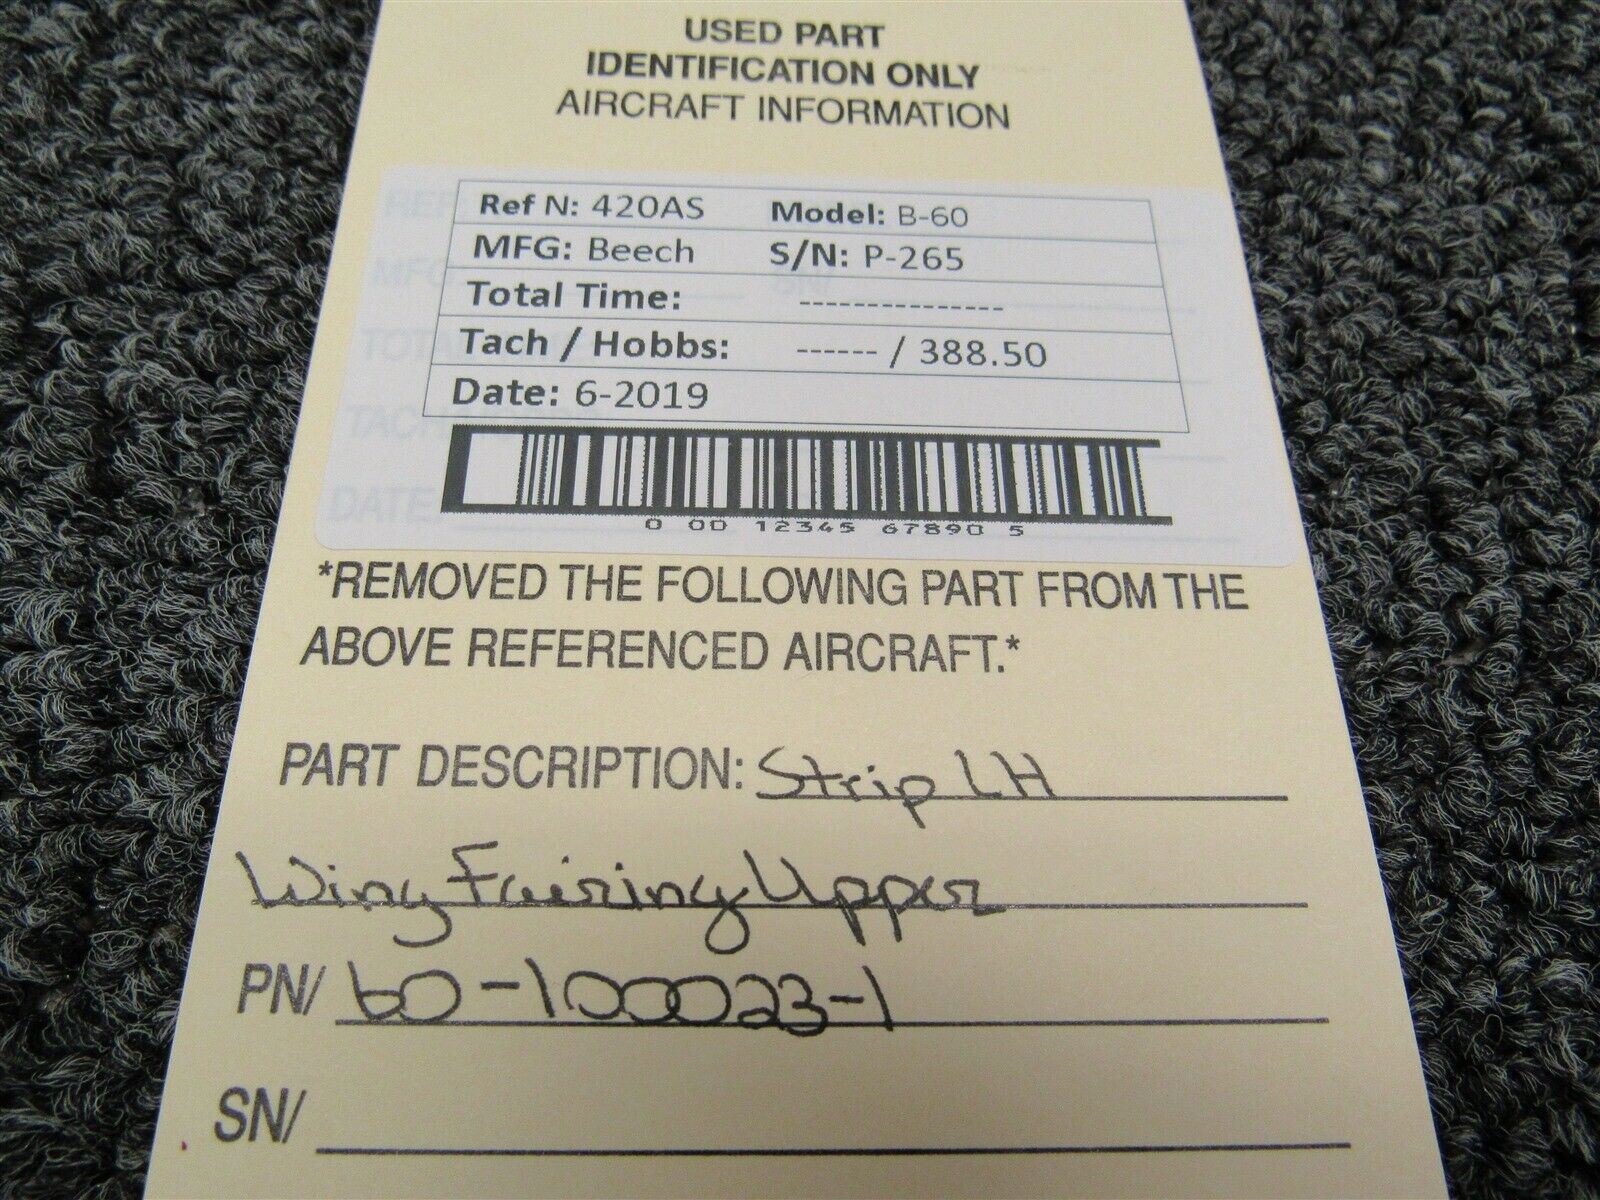 USED PART
IDENTIFICATION ONLY
AIRCRAFT INFORMATION
Ref N: 420AS Model: B-60
MFG: Beech S/N: P-265
Total Time: --------------
Tach / Hobbs: ------ / 388.50
Date: 6-2019
0 00 12345 67890 5
*REMOVED THE FOLLOWING PART FROM THE
ABOVE REFERENCED AIRCRAFT.*
PART DESCRIPTION: Strip LH
Wing Fairing Upper
PN/ 60-100023-1
SN/